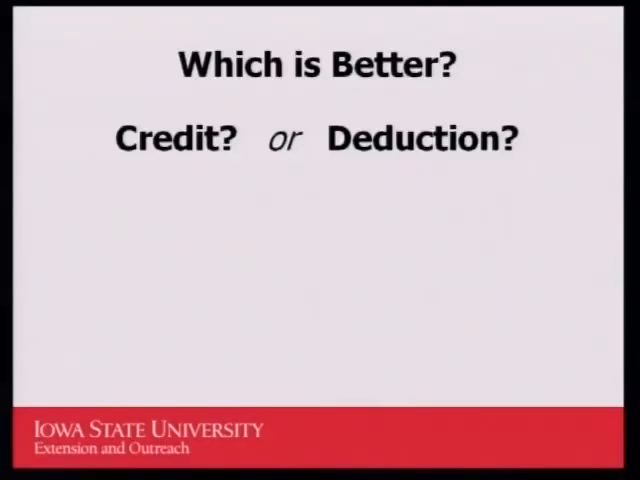 Which is Better?
Credit? or Deduction?
IOWA STATE UNIVERSITY
Extension and Outreach